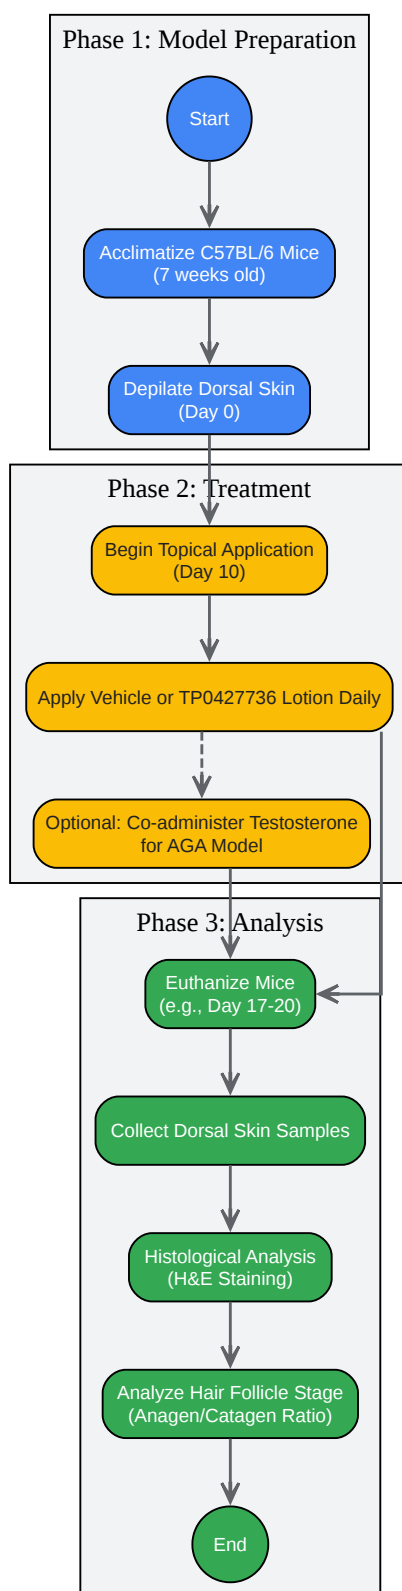 Phase 1: Model Preparation
Start
Acclimatize C57BL/6 Mice
(7 weeks old)
Depilate Dorsal Skin
(Day 0)
Phase 2: Treatment
Begin Topical Application
(Day 10)
Apply Vehicle or TP0427736 Lotion Daily
Optional: Co-administer Testosterone
for AGA Model
Phase 3: Analysis
Euthanize Mice
(e.g., Day 17-20)
Collect Dorsal Skin Samples
Histological Analysis
(H&E Staining)
Analyze Hair Follicle Stage
(Anagen/Catagen Ratio)
End